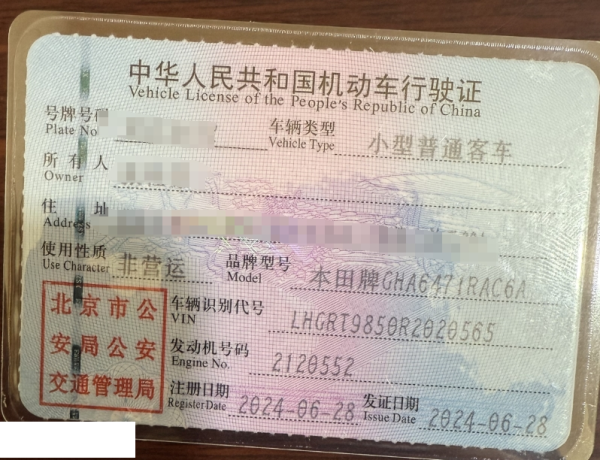 中华人民共和国机动车行驶证
Vehicle License of the People's Republic of China
号牌号码
Plate No
车辆类型
Vehicle Type
小型普通客车
所有人
Owner
住址
Address
使用性质
Use Character
非营运
品牌型号
Model
本田牌GHA6471RAC6A
北京市公
安局公安
交通管理局
车辆识别代号
VIN
LHGRT9850R2020565
发动机号码
Engine No.
2120552
注册日期
Register Date
2024-06-28
发证日期
Issue Date
2024-06-28